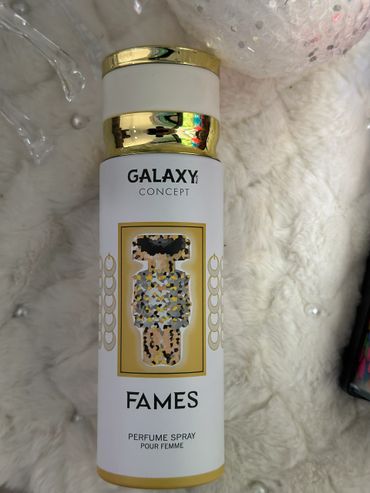 GALAXY
CONCEPT
FAMES
PERFUME SPRAY
POUR FEMME